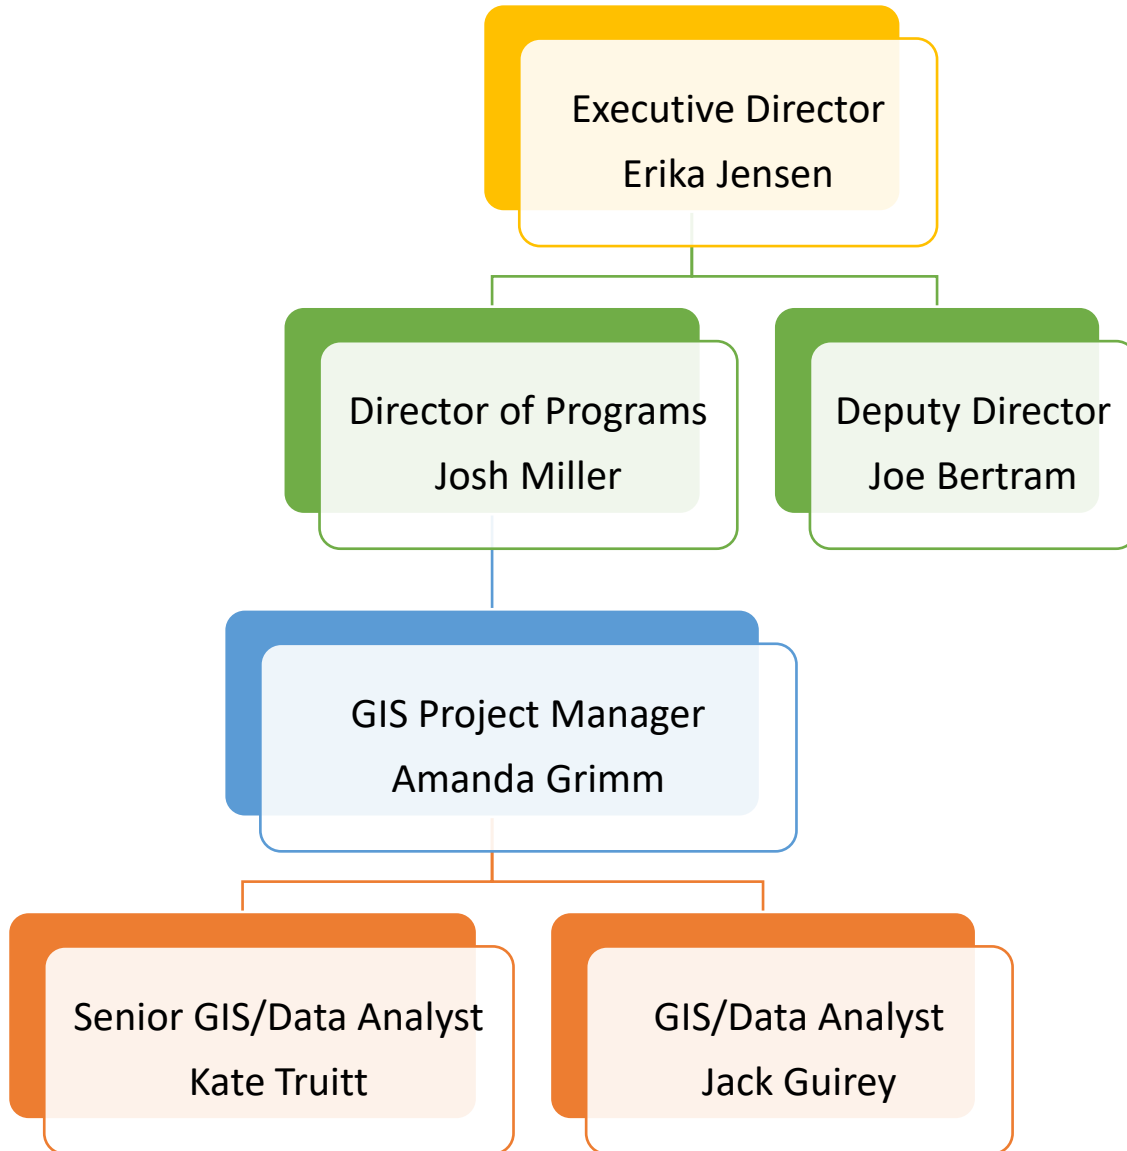 Executive Director
Erika Jensen
Director of Programs
Josh Miller
Deputy Director
Joe Bertram
GIS Project Manager
Amanda Grimm
Senior GIS/Data Analyst
Kate Truitt
GIS/Data Analyst
Jack Guirey